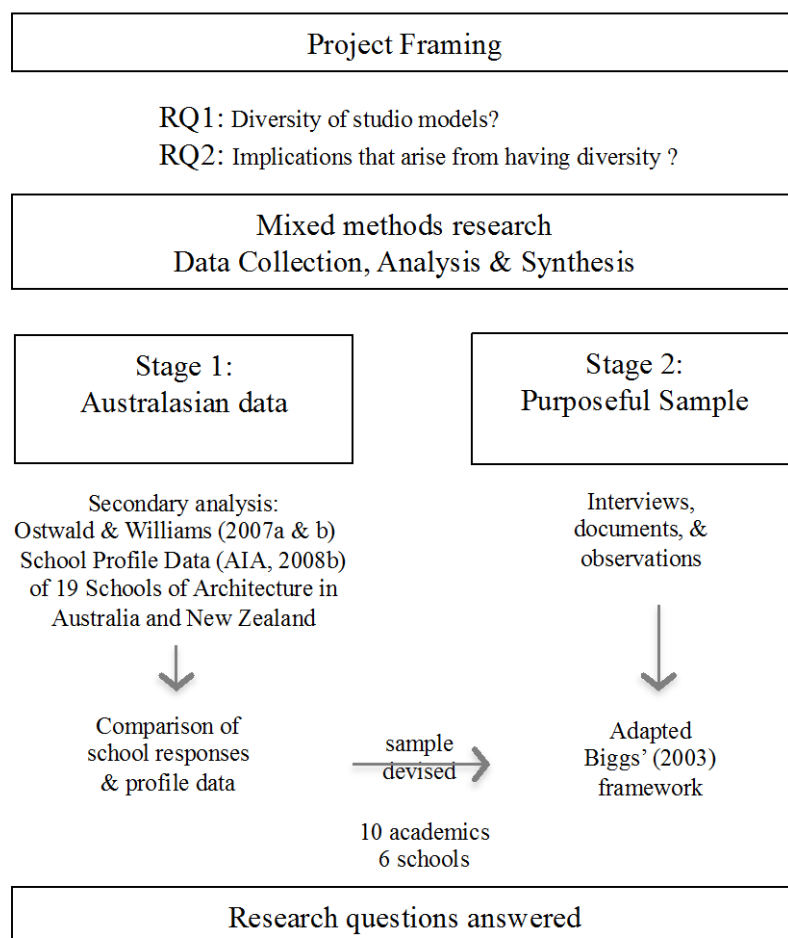 Project Framing
RQ1: Diversity of studio models?
RQ2: Implications that arise from having diversity ?
Mixed methods research
Data Collection, Analysis & Synthesis
Stage 1:
Australasian data
Stage 2:
Purposeful Sample
Secondary analysis:
Ostwald & Williams (2007a & b)
School Profile Data (AIA, 2008b)
of 19 Schools of Architecture in
Australia and New Zealand
Interviews,
documents, &
observations
Comparison of
school responses
& profile data
sample
devised
10 academics
6 schools
Adapted
Biggs’ (2003)
framework
Research questions answered